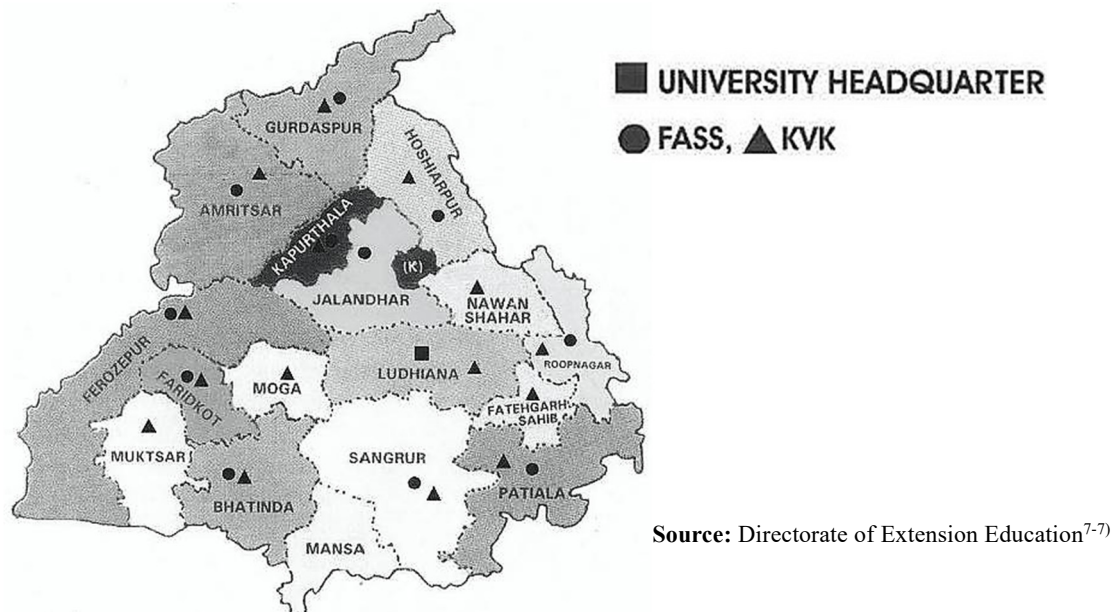 UNIVERSITY HEADQUARTER
FASS, KVK
GURDASPUR
HOSHIARPUR
AMRITSAR
KAPURTHALA
(K)
JALANDHAR
NAWAN
SHAHAR
FEROZEPUR
FARIDKOT
MOGA
LUDHIANA
ROOPNAGAR
FATEHGARH
SAHIB
MUKTSAR
SANGRUR
BHATINDA
PATIALA
MANSA
Source: Directorate of Extension Education7-7)